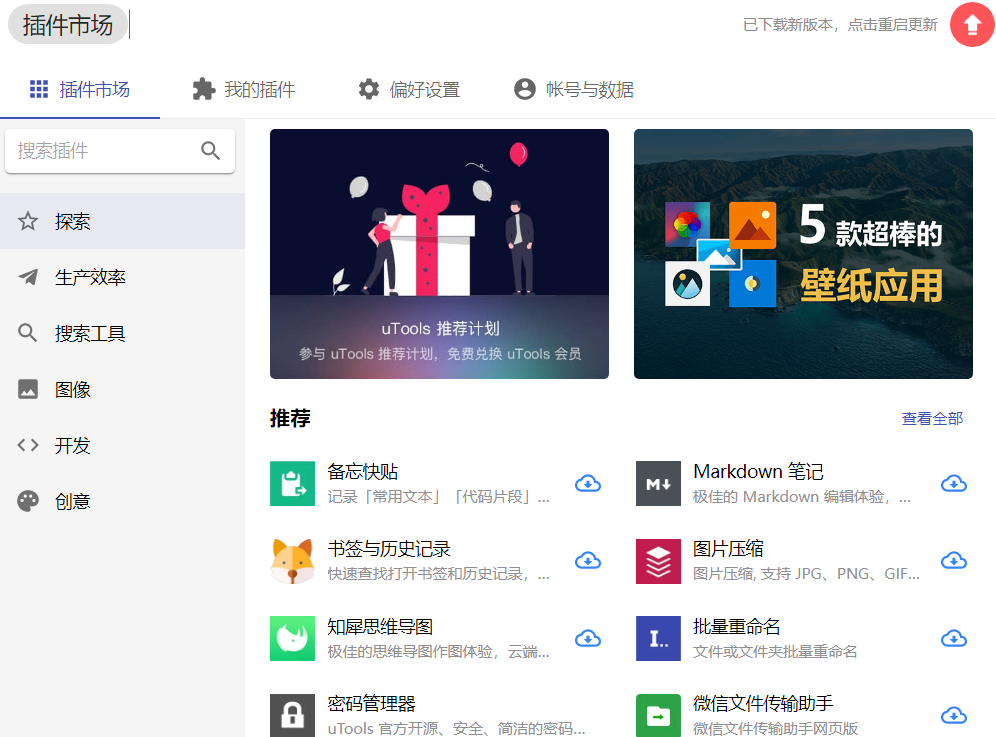 插件市场
已下载新版本，点击重启更新
插件市场
我的插件
偏好设置
帐号与数据
搜索插件
探索
生产效率
搜索工具
图像
开发
创意
uTools 推荐计划
参与 uTools 推荐计划，免费兑换 uTools 会员
5 款超棒的
壁纸应用
推荐
查看全部
备忘快贴
记录「常用文本」「代码片段」...
M↓
Markdown 笔记
极佳的 Markdown 编辑体验，...
书签与历史记录
快速查找打开书签和历史记录，...
图片压缩
图片压缩, 支持 JPG、PNG、GIF...
知犀思维导图
极佳的思维导图作图体验，云端...
I..
批量重命名
文件或文件夹批量重命名
密码管理器
uTools 官方开源、安全、简洁的密码...
微信文件传输助手
微信文件传输助手网页版